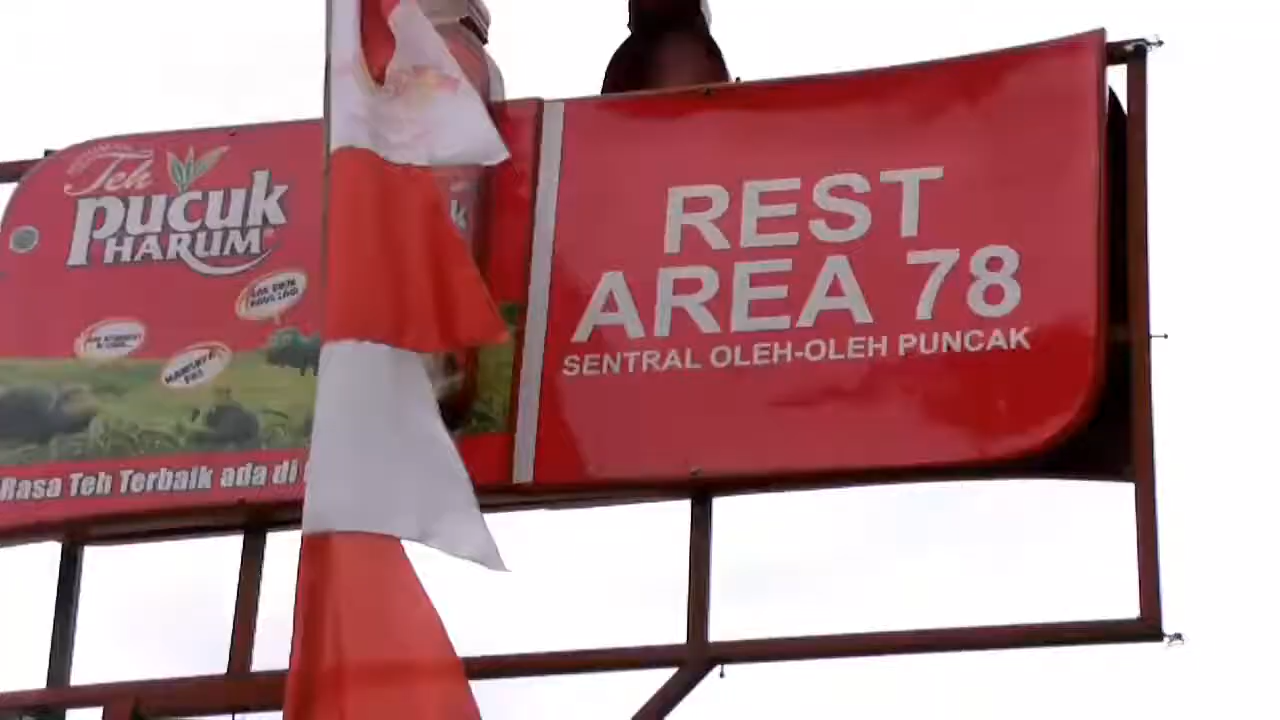 Teh
pucuk
HARUM
Rasa Teh Terbaik ada di
REST
AREA 78
SENTRAL OLEH-OLEH PUNCAK